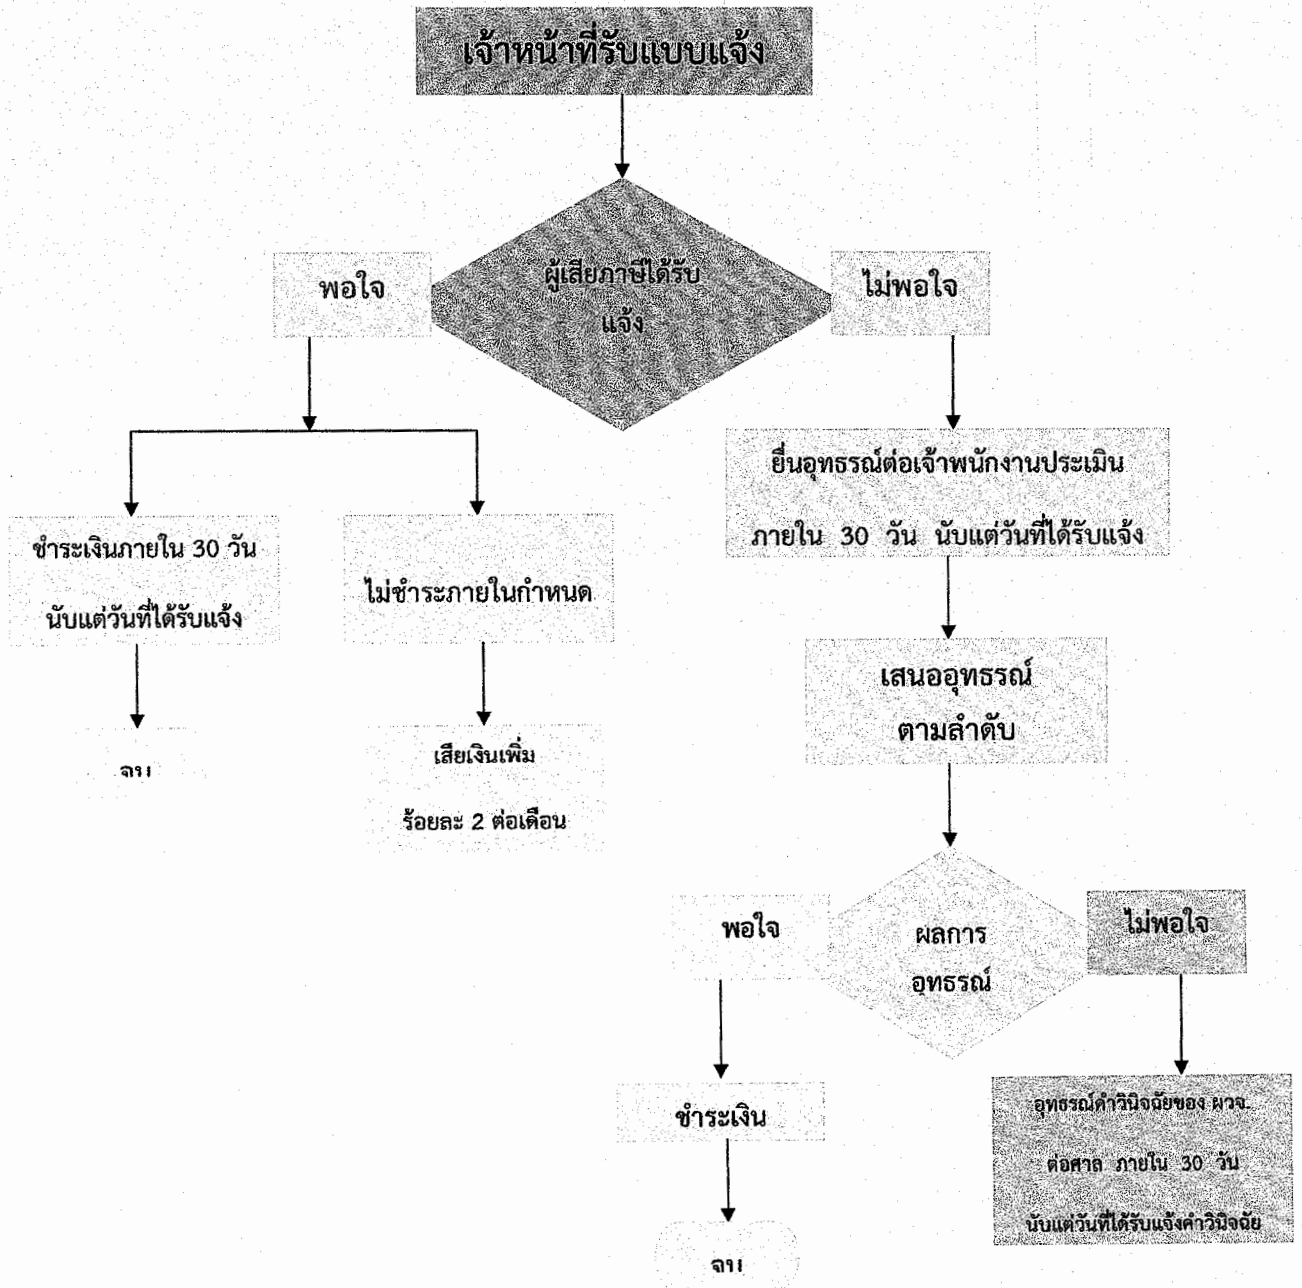 เจ้าหน้าที่รับแบบแจ้ง
ผู้เสียภาษีได้รับ
แจ้ง
พอใจ
ไม่พอใจ
ชำระเงินภายใน 30 วัน
นับแต่วันที่ได้รับแจ้ง
ไม่ชำระภายในกำหนด
ยื่นอุทธรณ์ต่อเจ้าพนักงานประเมิน
ภายใน 30 วัน นับแต่วันที่ได้รับแจ้ง
จบ
เสียเงินเพิ่ม
ร้อยละ 2 ต่อเดือน
เสนออุทธรณ์
ตามลำดับ
พอใจ
ผลการ
อุทธรณ์
ไม่พอใจ
ชำระเงิน
อุทธรณ์คำวินิจฉัยของ ผวจ.
ต่อศาล ภายใน 30 วัน
นับแต่วันที่ได้รับแจ้งคำวินิจฉัย
จบ